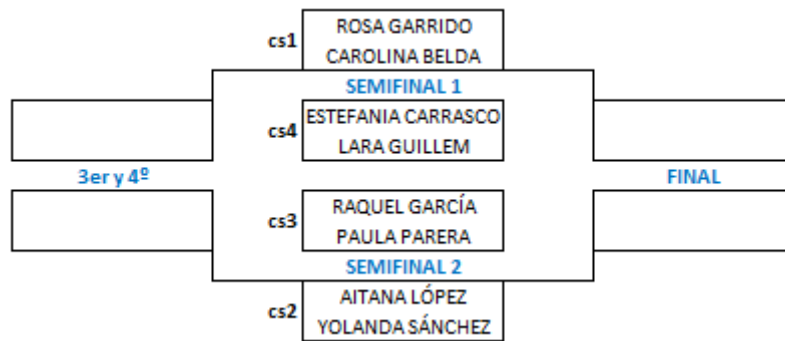 cs1
ROSA GARRIDO
CAROLINA BELDA
SEMIFINAL 1
cs4
ESTEFANIA CARRASCO
LARA GUILLEM
3er y 4º
FINAL
cs3
RAQUEL GARCÍA
PAULA PARERA
SEMIFINAL 2
cs2
AITANA LÓPEZ
YOLANDA SÁNCHEZ